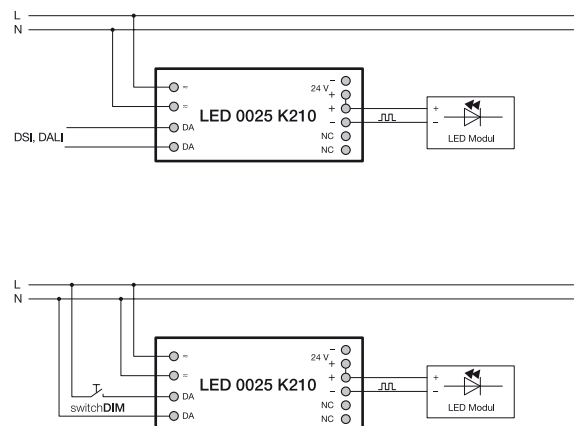 L
N
−
24 V
+
+
−
NC
NC
≂
≂
DA
DA
LED 0025 K210
DSI, DALI
+
−
LED Modul
L
N
−
24 V
+
+
−
NC
NC
≂
≂
DA
DA
LED 0025 K210
switchDIM
+
−
LED Modul